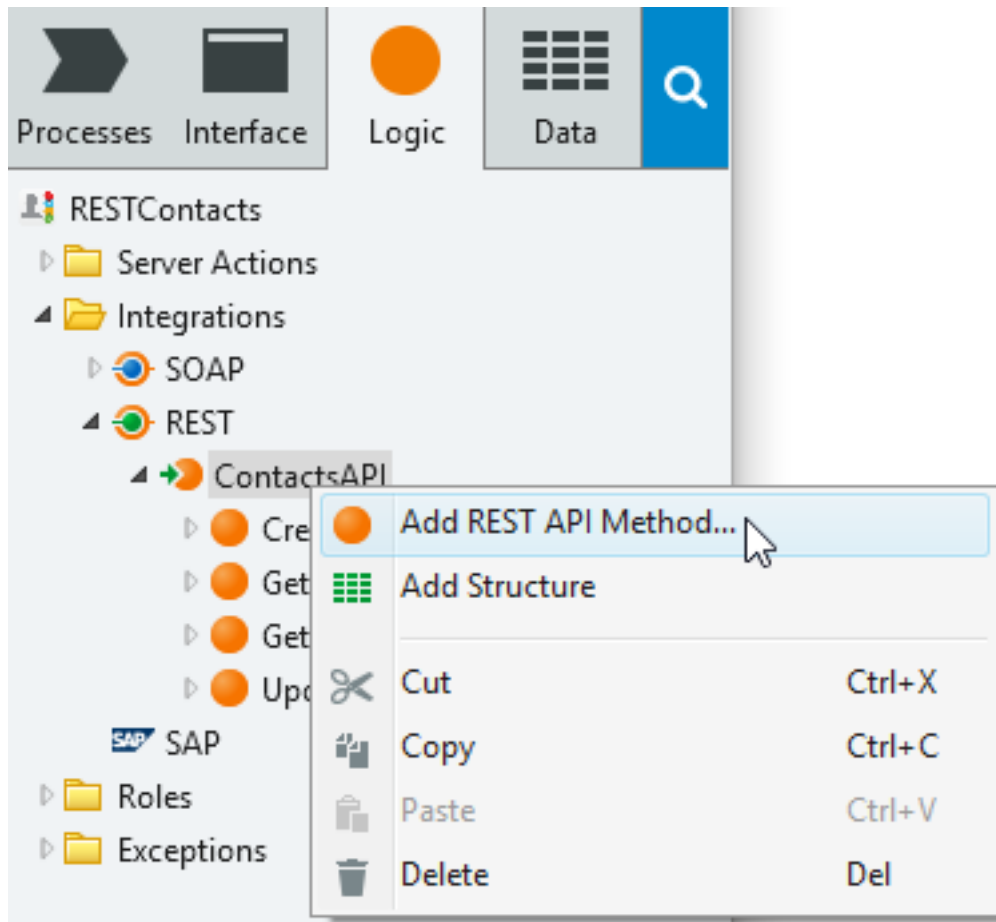 Processes Interface Logic Data
RESTContacts
Server Actions
Integrations
SOAP
REST
ContactsAPI
Cre
Add REST API Method...
Get
Add Structure
Get
Upd
Cut Ctrl+X
SAP SAP
Copy Ctrl+C
Roles
Paste Ctrl+V
Exceptions
Delete Del